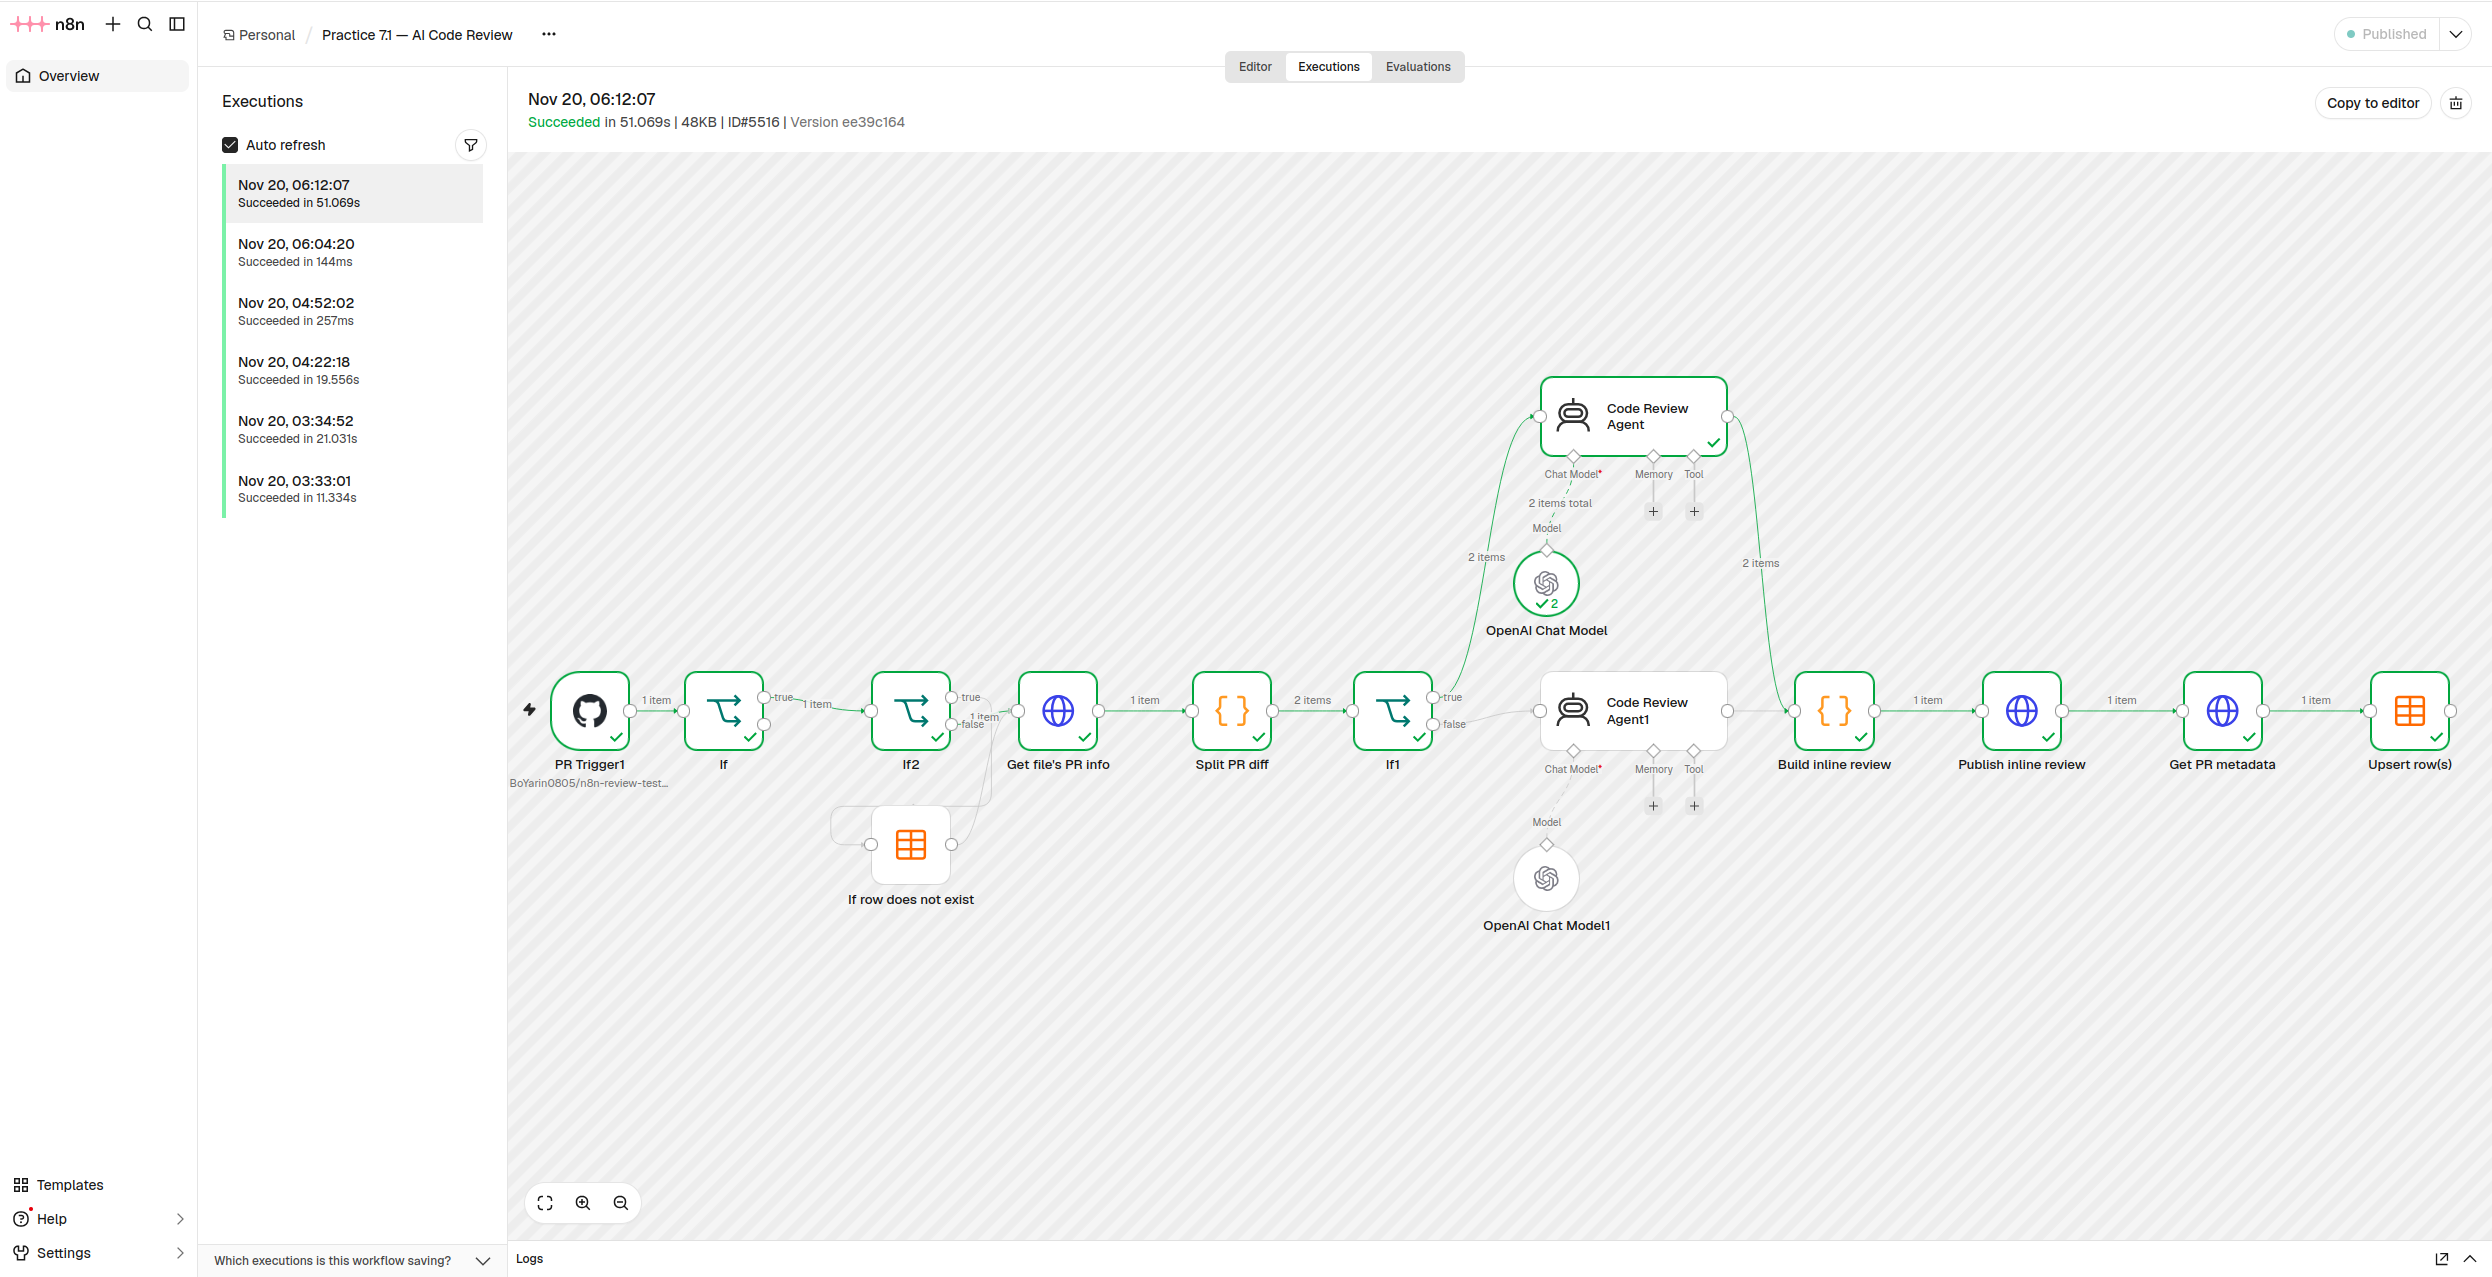 n8n
Overview
Personal / Practice 7.1 — AI Code Review ...
Published
Editor
Executions
Evaluations
Executions
Auto refresh
Nov 20, 06:12:07
Succeeded in 51.069s
Nov 20, 06:04:20
Succeeded in 144ms
Nov 20, 04:52:02
Succeeded in 257ms
Nov 20, 04:22:18
Succeeded in 19.556s
Nov 20, 03:34:52
Succeeded in 21.031s
Nov 20, 03:33:01
Succeeded in 11.334s
Nov 20, 06:12:07
Succeeded in 51.069s | 48KB | ID#5516 | Version ee39c164
Copy to editor
Code Review
Agent
Chat Model*
Memory
Tool
2 items total
Model
2 items
2 items
2
OpenAI Chat Model
1 item
true
1 item
true
false
1 item
1 item
2 items
true
false
Code Review
Agent1
1 item
1 item
1 item
PR Trigger1
BoYarin0805/n8n-review-test...
If
If2
Get file's PR info
Split PR diff
If1
Chat Model*
Memory
Tool
Build inline review
Publish inline review
Get PR metadata
Upsert row(s)
Model
If row does not exist
OpenAI Chat Model1
Templates
Help
Settings
Which executions is this workflow saving?
Logs